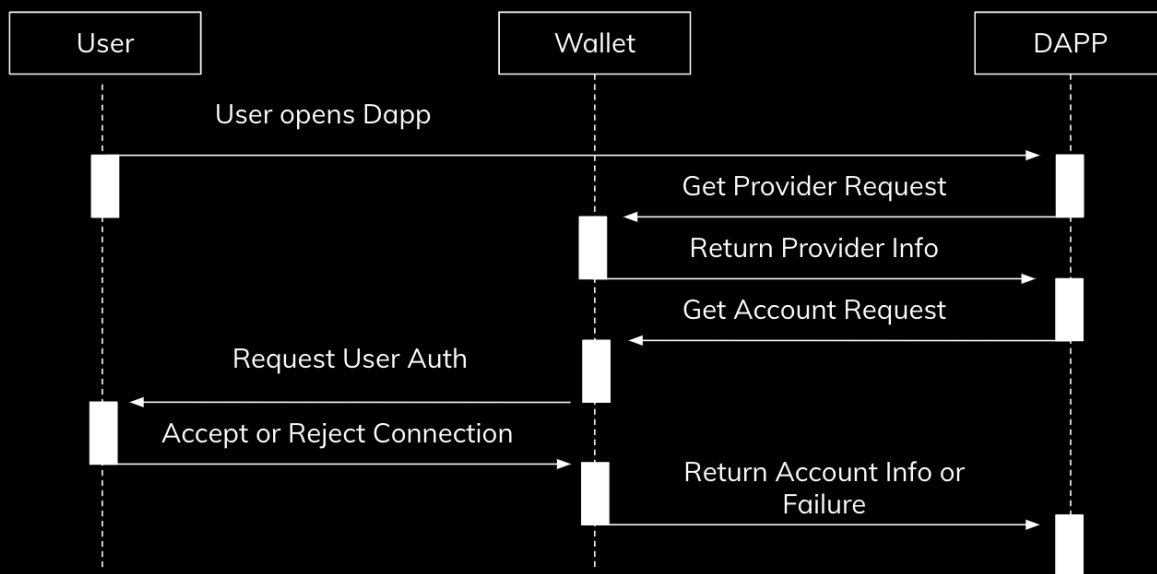 User
Wallet
DAPP
User opens Dapp
Get Provider Request
Return Provider Info
Get Account Request
Request User Auth
Accept or Reject Connection
Return Account Info or
Failure